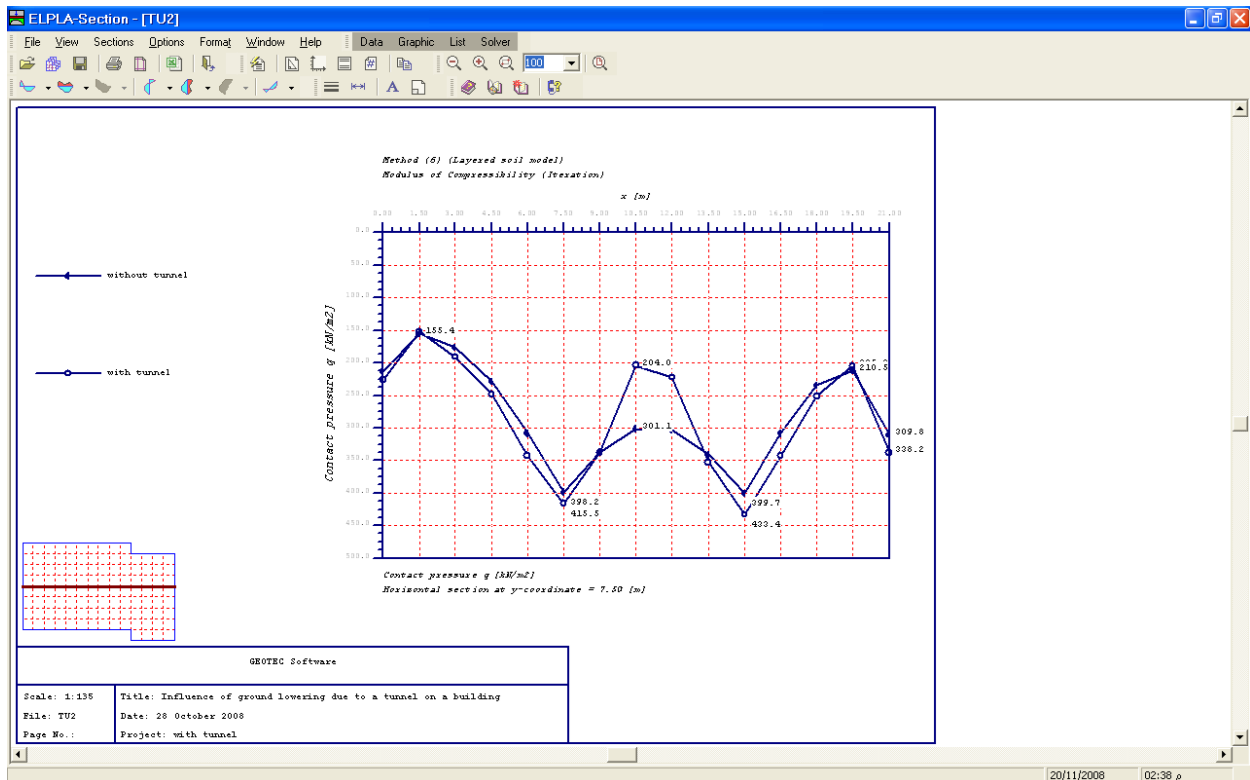 ELPLA-Section - [TU2]
File View Sections Options Format Window Help Data Graphic List Solver
100
Method (6) (Layered soil model)
Modulus of Compressibility (Iteration)
x [m]
0.00 1.50 3.00 4.50 6.00 7.50 9.00 10.50 12.00 13.50 15.00 16.50 18.00 19.50 21.00
0.0
50.0
100.0
150.0
200.0
250.0
300.0
350.0
400.0
450.0
500.0
Contact pressure q [kN/m2]
without tunnel
with tunnel
155.4
204.0
210.5
301.1
309.8
338.2
398.2
415.5
399.7
433.4
Contact pressure q [kN/m2]
Horizontal section at y-coordinate = 7.50 [m]
GEOTEC Software
Scale: 1:135
File: TU2
Page No.:
Title: Influence of ground lowering due to a tunnel on a building
Date: 28 October 2008
Project: with tunnel
20/11/2008 02:38 م